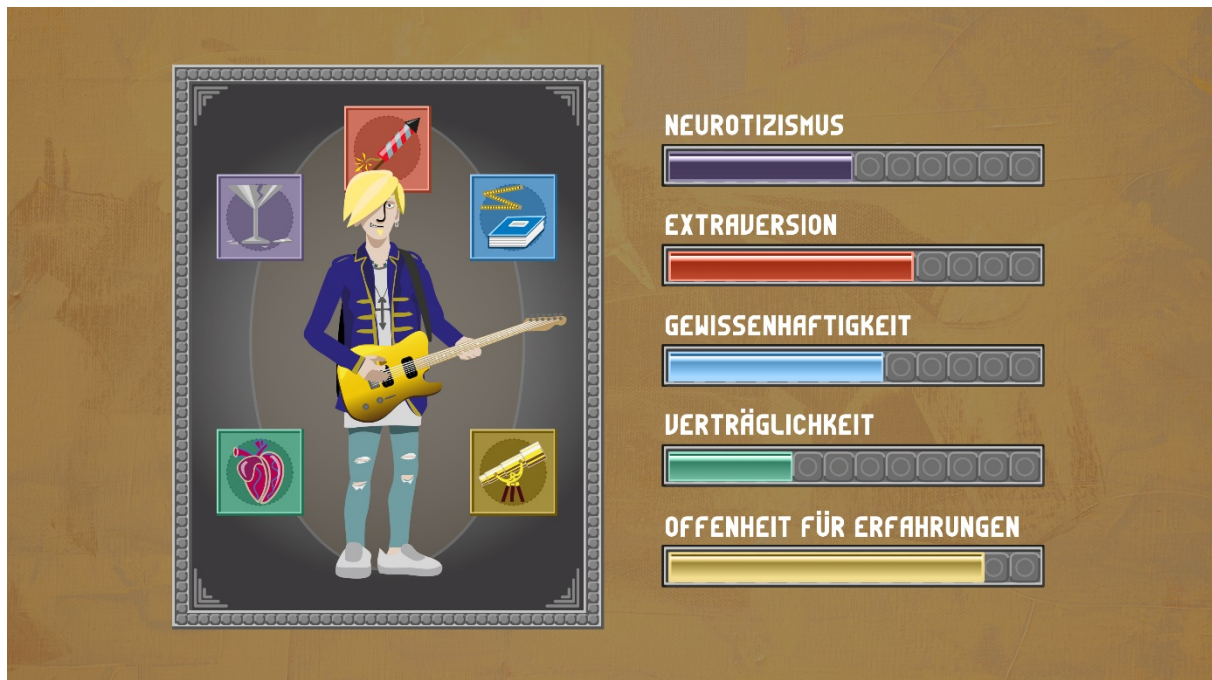 NEUROTIZISMUS
EXTRAVERSION
GEWISSENHAFTIGKEIT
VERTRÄGLICHKEIT
OFFENHEIT FÜR ERFAHRUNGEN